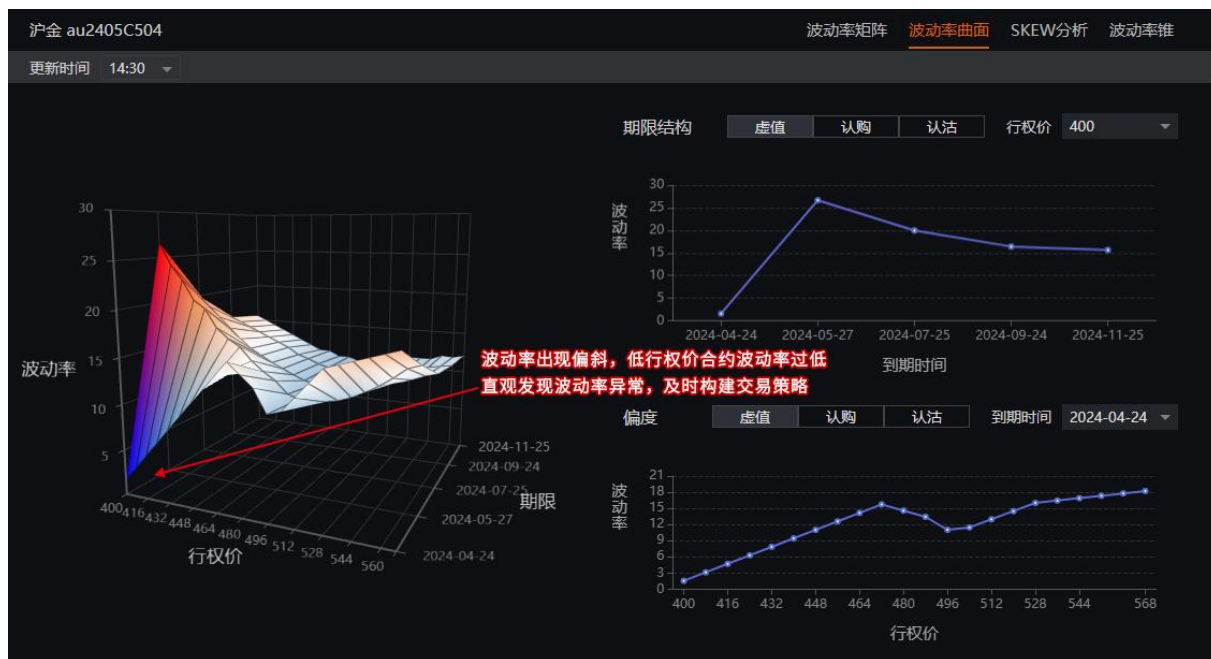 沪金 au2405C504
波动率矩阵 波动率曲面 SKEW分析 波动率锥
更新时间 14:30
期限结构 虚值 认购 认沽 行权价 400
波动率
30
25
20
15
10
5
0
2024-04-24 2024-05-27 2024-07-25 2024-09-24 2024-11-25
到期时间
30
25
20
15
10
5
波动率
波动率出现偏斜，低行权价合约波动率过低
直观发现波动率异常，及时构建交易策略
2024-11-25
2024-09-24
2024-07-25
2024-05-27
2024-04-24
期限
400 416 432 448 464 480 496 512 528 544 560
行权价
偏度 虚值 认购 认沽 到期时间 2024-04-24
波动率
21
18
15
12
9
6
3
0
400 416 432 448 464 480 496 512 528 544 568
行权价